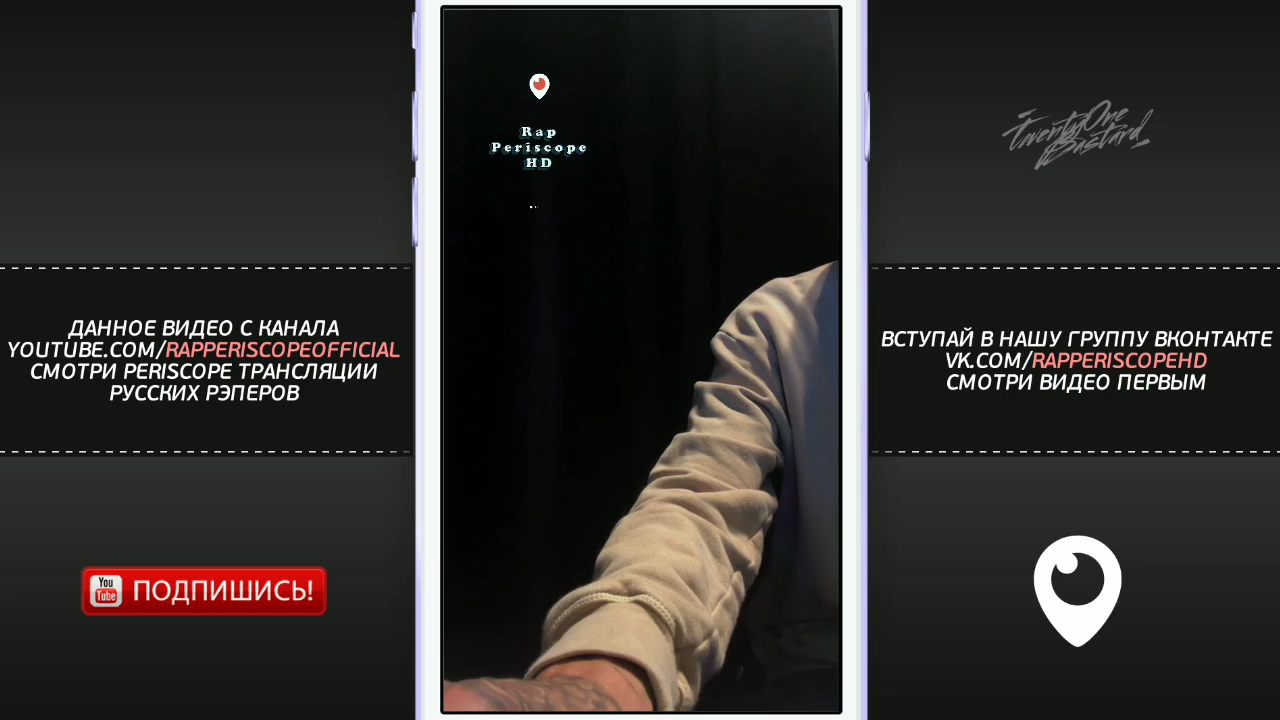 Rap
Periscope
HD
TwentyOne
Bastard
ДАННОЕ ВИДЕО С КАНАЛА
YOUTUBE.COM/RAPPERISCOPEOFFICIAL
СМОТРИ PERISCOPE ТРАНСЛЯЦИИ
РУССКИХ РЭПЕРОВ
ВСТУПАЙ В НАШУ ГРУППУ ВКОНТАКТЕ
VK.COM/RAPPERISCOPEHD
СМОТРИ ВИДЕО ПЕРВЫМ
You
Tube
ПОДПИШИСЬ!